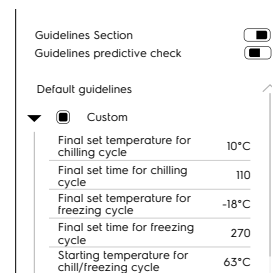 Guidelines Section
Guidelines predictive check
Default guidelines
Custom
Final set temperature for
chilling cycle
10°C
Final set time for chilling
cycle
110
Final set temperature for
freezing cycle
-18°C
Final set time for freezing
cycle
270
Starting temperature for
chill/freezing cycle
63°C